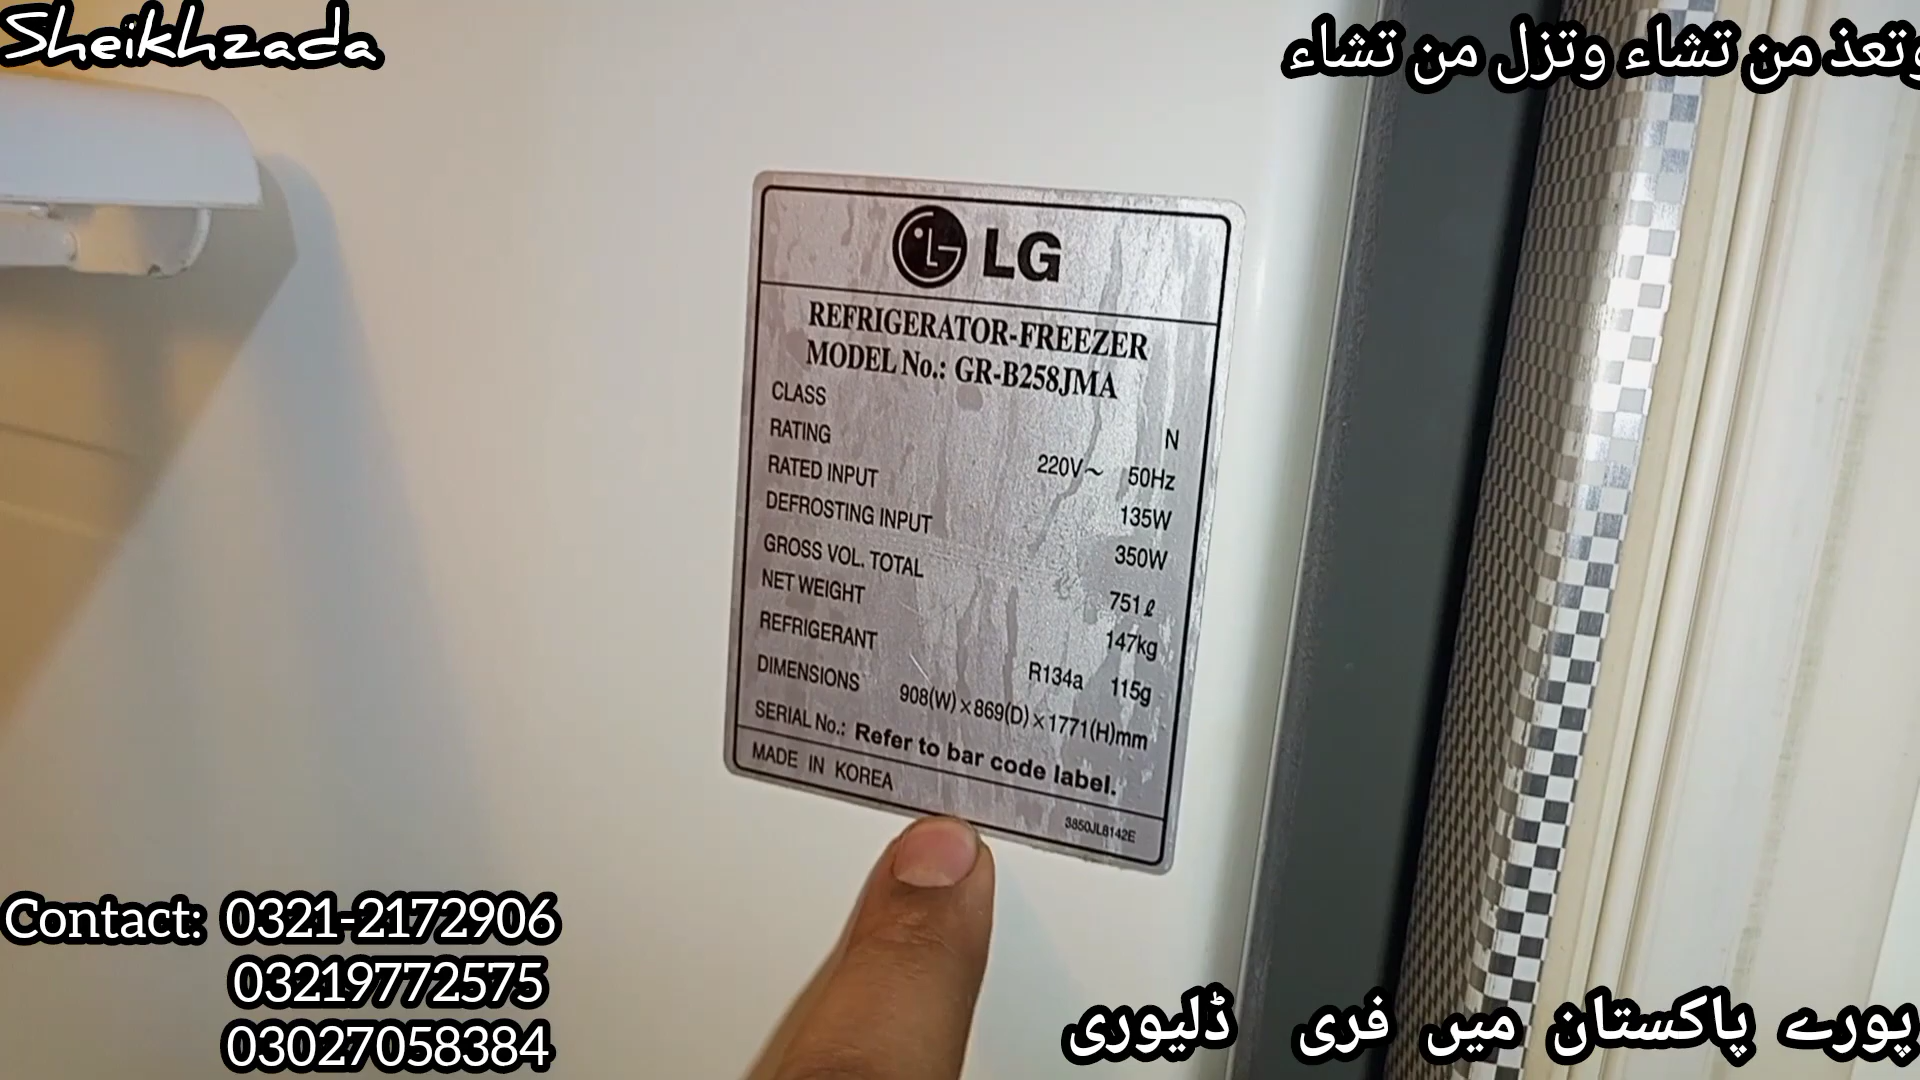 Sheikhzada
وتعذ من تشاء وتزل من تشاء
LG
REFRIGERATOR-FREEZER
MODEL No.: GR-B258JMA
CLASS N
RATING 220V~ 50Hz
RATED INPUT 135W
DEFROSTING INPUT 350W
GROSS VOL. TOTAL 751ℓ
NET WEIGHT 147kg
REFRIGERANT R134a 115g
DIMENSIONS 908(W)×869(D)×1771(H)mm
SERIAL No.: Refer to bar code label.
MADE IN KOREA 3850JL8142E
Contact: 0321-2172906
03219772575
03027058384
پورے پاکستان میں فری ڈلیوری